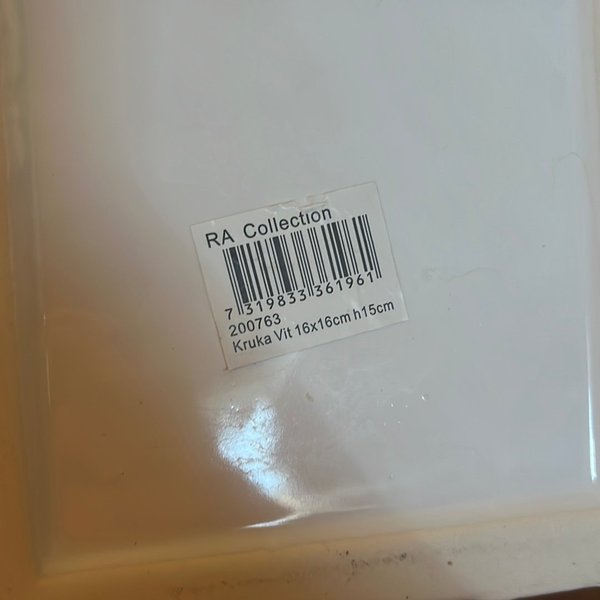 RA Collection
7 319833 361961
200763
Kruka Vit 16x16cm h15cm